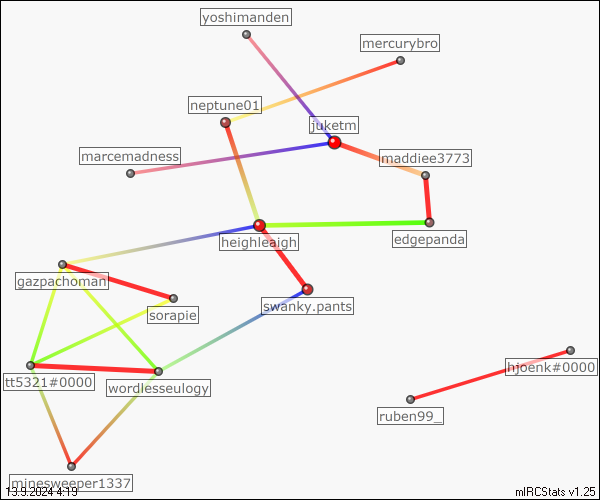 yoshimanden
mercurybro
neptune01
juketm
marcemadness
maddiee3773
heighleaigh
edgepanda
gazpachoman
swanky.pants
sorapie
hjoenk#0000
tt5321#0000
wordlesseulogy
ruben99_
minesweeper1337
13.9.2024 4:19
mIRCStats v1.25